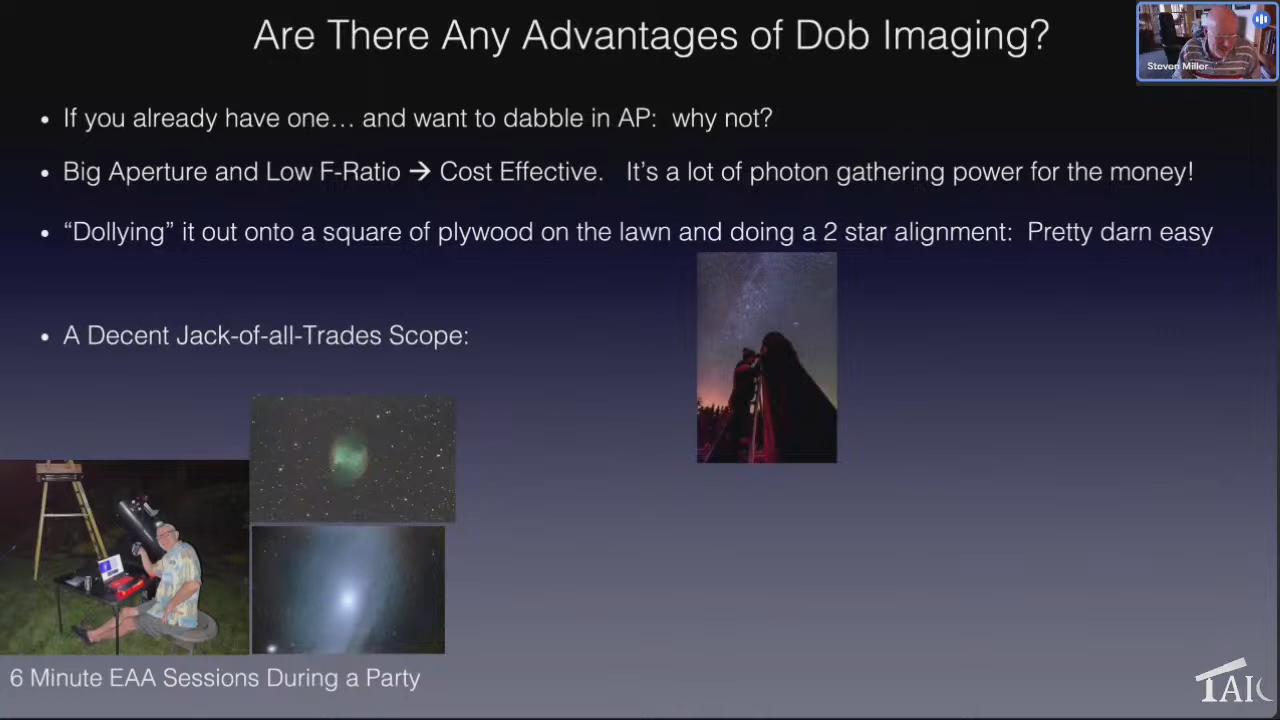 Are There Any Advantages of Dob Imaging?
Steven Miller
• If you already have one… and want to dabble in AP: why not?
• Big Aperture and Low F-Ratio → Cost Effective. It’s a lot of photon gathering power for the money!
• “Dollying” it out onto a square of plywood on the lawn and doing a 2 star alignment: Pretty darn easy
• A Decent Jack-of-all-Trades Scope:
6 Minute EAA Sessions During a Party
TAIC